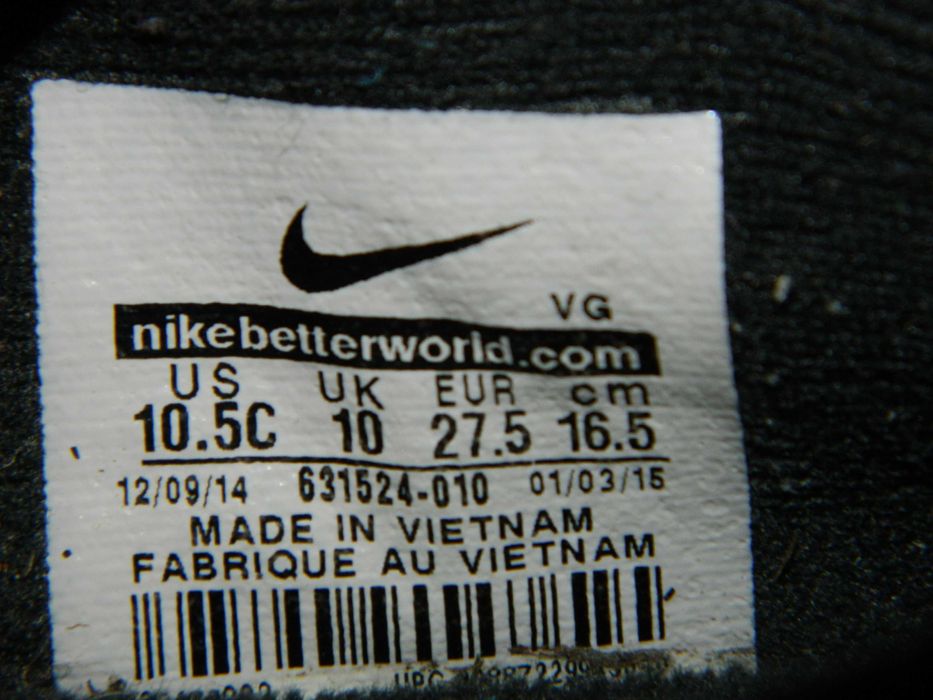 VG
nikebetterworld.com
US UK EUR cm
10.5C 10 27.5 16.5
12/09/14 631524-010 01/03/15
MADE IN VIETNAM
FABRIQUE AU VIETNAM
UPC